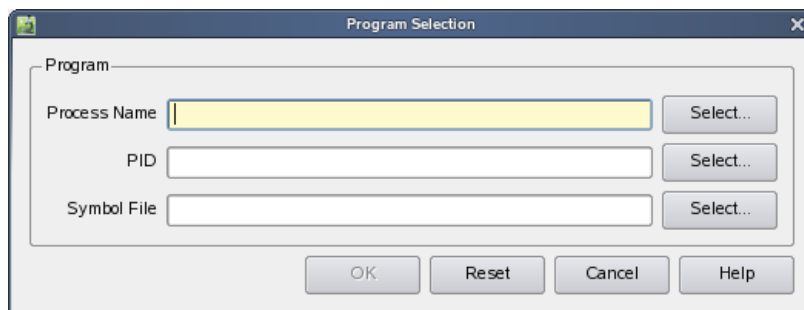 Program Selection
Program
Process Name Select...
PID Select...
Symbol File Select...
OK Reset Cancel Help